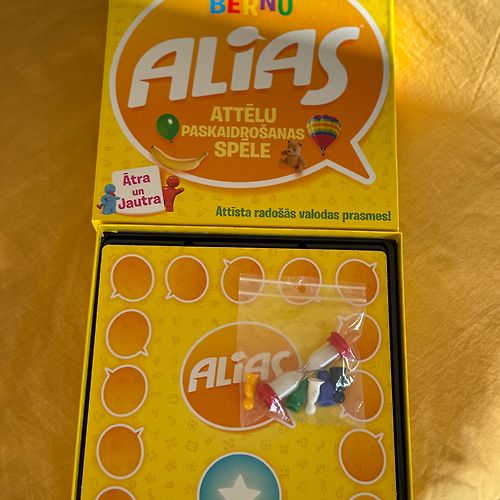 BĒRNU
ALIAS
ATTĒLU
PASKAIDROŠANAS
SPĒLE
Ātra
un
Jautra
Attīsta radošās valodas prasmes!
ALIAS